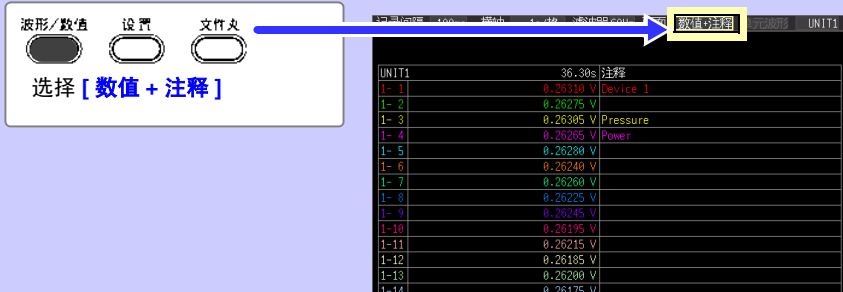 波形/数值 设置 文件夹
选择 [ 数值 + 注释 ]
数值+注释 UNIT1
UNIT1 36.30s 注释
1- 1 0.26310 V Device 1
1- 2 0.26275 V
1- 3 0.26305 V Pressure
1- 4 0.26265 V Power
1- 5 0.26280 V
1- 6 0.26240 V
1- 7 0.26260 V
1- 8 0.26225 V
1- 9 0.26245 V
1-10 0.26195 V
1-11 0.26215 V
1-12 0.26185 V
1-13 0.26200 V
1-14 0.26175 V